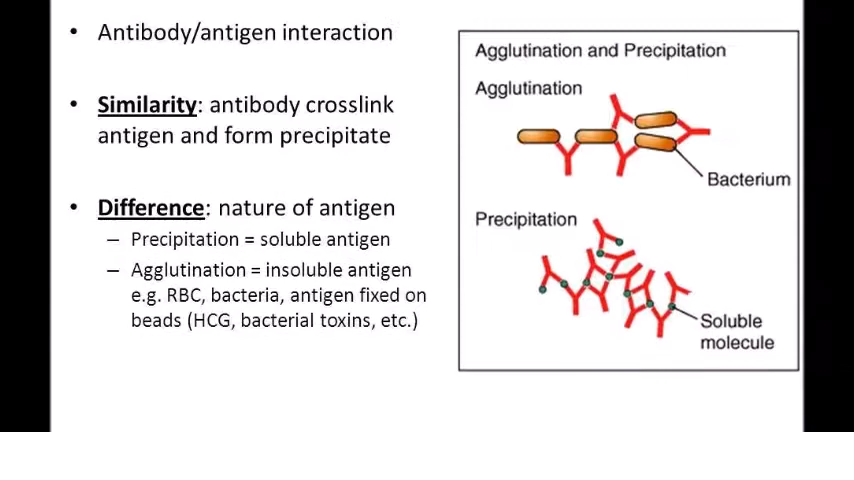 • Antibody/antigen interaction
• Similarity: antibody crosslink
antigen and form precipitate
• Difference: nature of antigen
– Precipitation = soluble antigen
– Agglutination = insoluble antigen
e.g. RBC, bacteria, antigen fixed on
beads (HCG, bacterial toxins, etc.)
Agglutination and Precipitation
Agglutination
Bacterium
Precipitation
Soluble
molecule